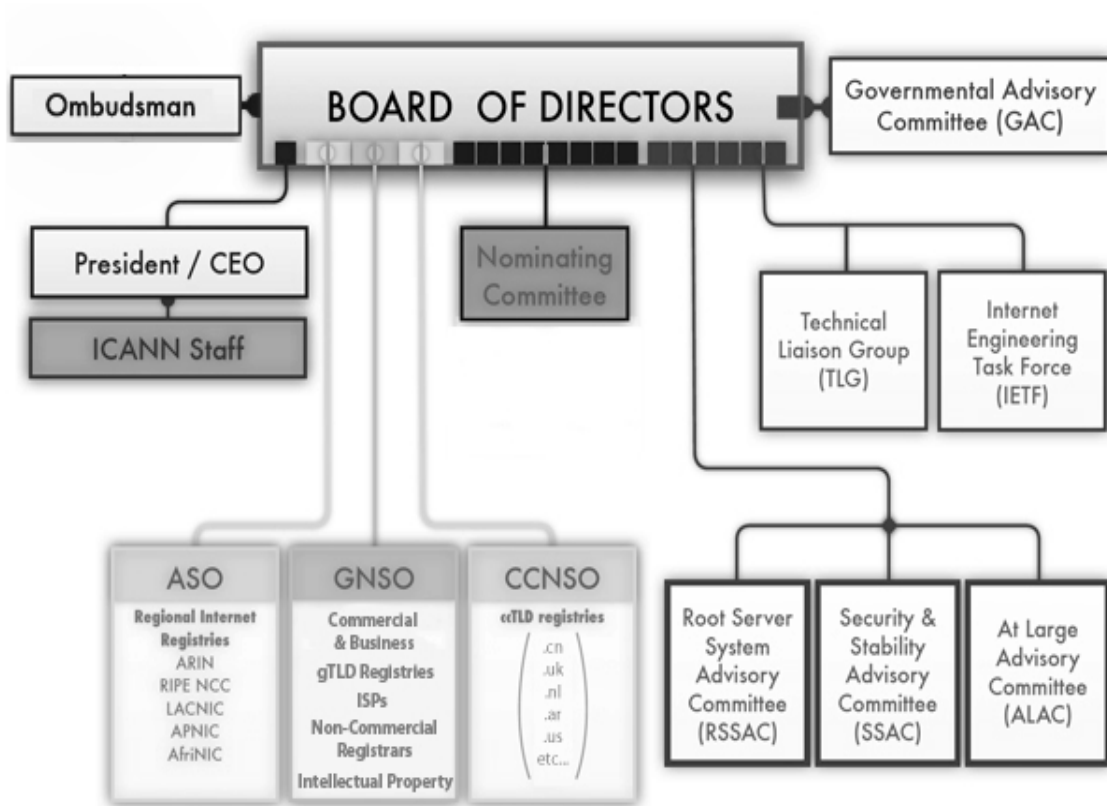 BOARD OF DIRECTORS
Ombudsman
Governmental Advisory
Committee (GAC)
President / CEO
ICANN Staff
Nominating
Committee
Technical
Liaison Group
(TLG)
Internet
Engineering
Task Force
(IETF)
ASO
Regional Internet
Registries
ARIN
RIPE NCC
LACNIC
APNIC
AfriNIC
GNSO
Commercial
& Business
gTLD Registries
ISPs
Non-Commercial
Registrars
Intellectual Property
CCNSO
ccTLD registries
.cn
.uk
.nl
.ar
.us
etc...
Root Server
System
Advisory
Committee
(RSSAC)
Security &
Stability
Advisory
Committee
(SSAC)
At Large
Advisory
Committee
(ALAC)